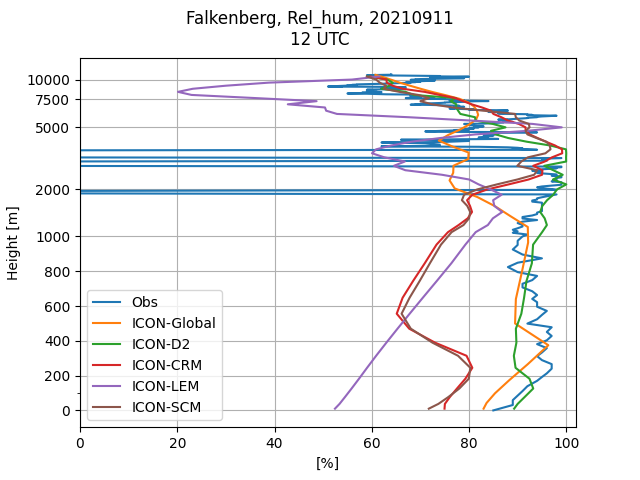 Falkenberg, Rel_hum, 20210911
12 UTC
10000
7500
5000
2000
1000
800
600
400
200
0
Height [m]
Obs
ICON-Global
ICON-D2
ICON-CRM
ICON-LEM
ICON-SCM
0 20 40 60 80 100
[%]